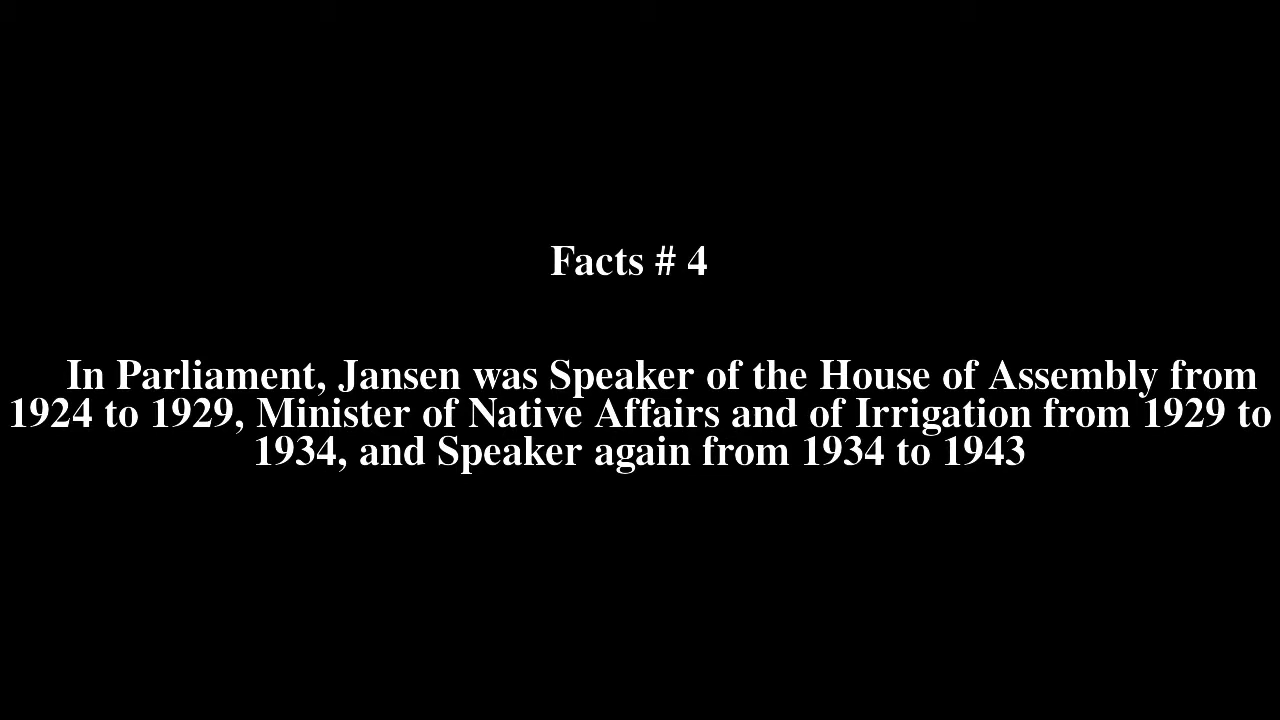 Facts # 4
In Parliament, Jansen was Speaker of the House of Assembly from
1924 to 1929, Minister of Native Affairs and of Irrigation from 1929 to
1934, and Speaker again from 1934 to 1943